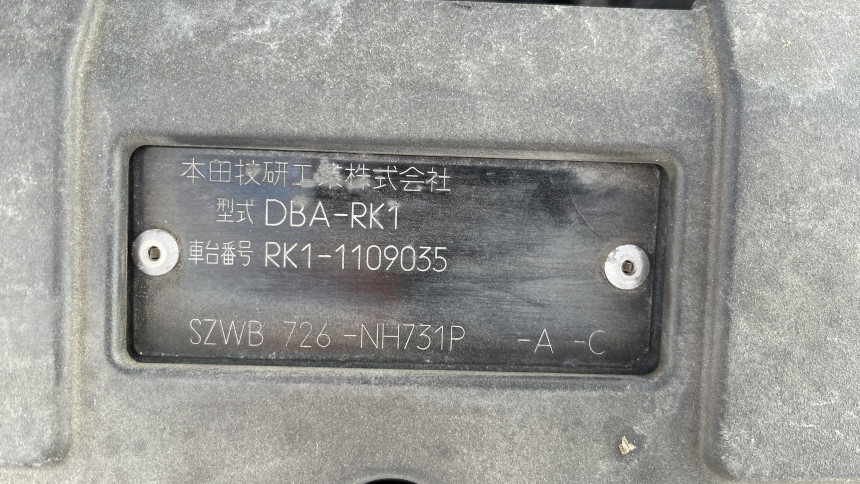 本田技研工業株式会社
型式 DBA-RK1
車台番号 RK1-1109035
SZWB 726 -NH731P -A -C